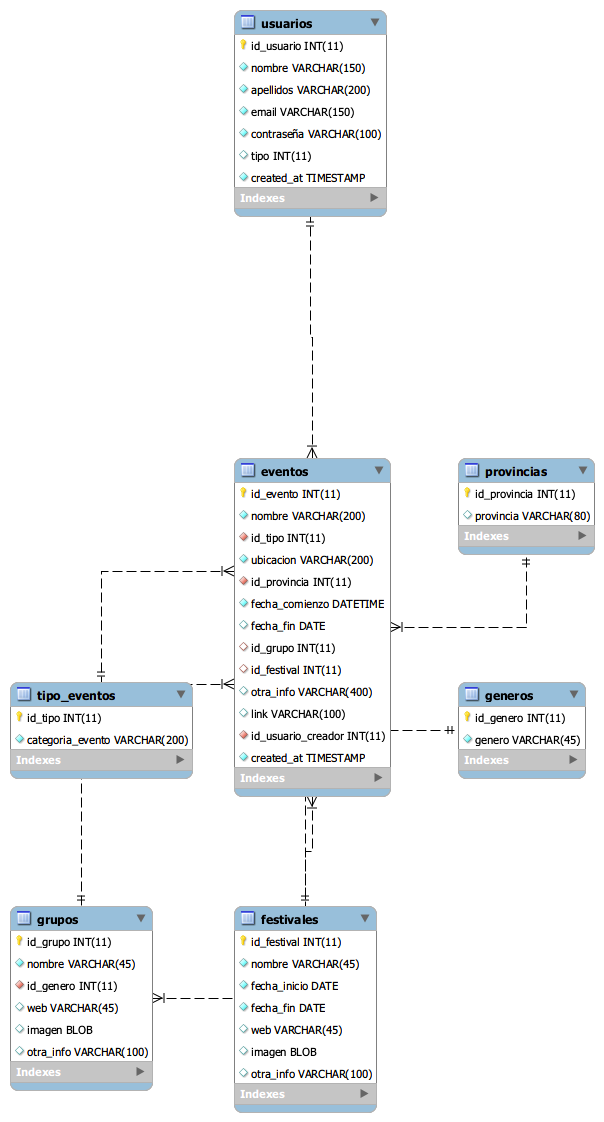 usuarios
id_usuario INT(11)
nombre VARCHAR(150)
apellidos VARCHAR(200)
email VARCHAR(150)
contraseña VARCHAR(100)
tipo INT(11)
created_at TIMESTAMP
Indexes
eventos
id_evento INT(11)
nombre VARCHAR(200)
id_tipo INT(11)
ubicacion VARCHAR(200)
id_provincia INT(11)
fecha_comienzo DATETIME
fecha_fin DATE
id_grupo INT(11)
id_festival INT(11)
otra_info VARCHAR(400)
link VARCHAR(100)
id_usuario_creador INT(11)
created_at TIMESTAMP
Indexes
provincias
id_provincia INT(11)
provincia VARCHAR(80)
Indexes
tipo_eventos
id_tipo INT(11)
categoria_evento VARCHAR(200)
Indexes
generos
id_genero INT(11)
genero VARCHAR(45)
Indexes
grupos
id_grupo INT(11)
nombre VARCHAR(45)
id_genero INT(11)
web VARCHAR(45)
imagen BLOB
otra_info VARCHAR(100)
Indexes
festivales
id_festival INT(11)
nombre VARCHAR(45)
fecha_inicio DATE
fecha_fin DATE
web VARCHAR(45)
imagen BLOB
otra_info VARCHAR(100)
Indexes